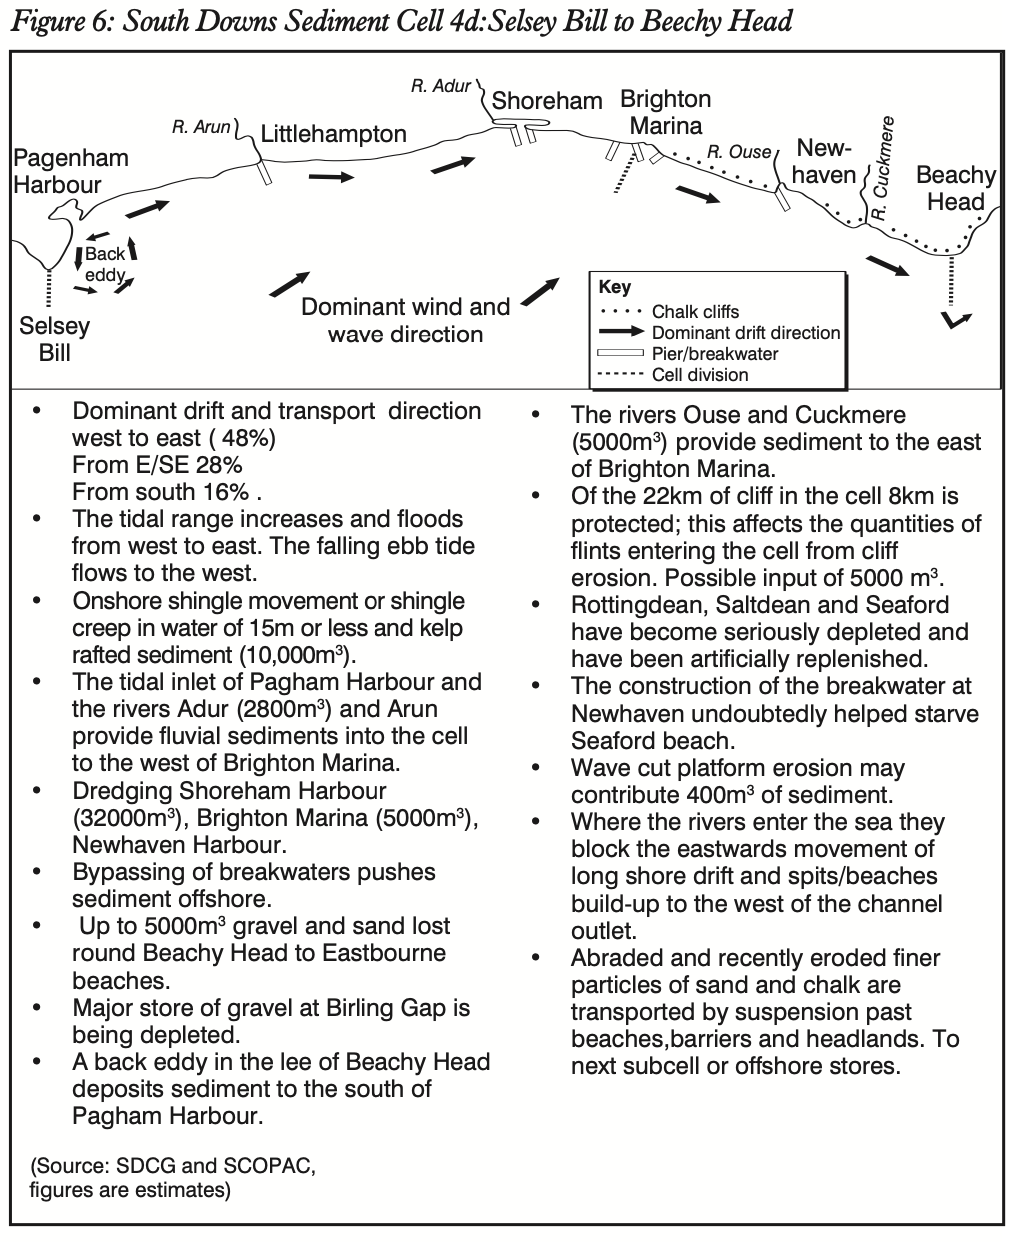 Figure 6: South Downs Sediment Cell 4d:Selsey Bill to Beechy Head
R. Adur
Shoreham
Brighton
Marina
R. Arun
Littlehampton
Pagenham
Harbour
R. Ouse
New-
haven
R. Cuckmere
Beachy
Head
Back
eddy
Selsey
Bill
Dominant wind and
wave direction
Key
Chalk cliffs
Dominant drift direction
Pier/breakwater
Cell division
• Dominant drift and transport direction
west to east ( 48%)
From E/SE 28%
From south 16% .
• The tidal range increases and floods
from west to east. The falling ebb tide
flows to the west.
• Onshore shingle movement or shingle
creep in water of 15m or less and kelp
rafted sediment (10,000m³).
• The tidal inlet of Pagham Harbour and
the rivers Adur (2800m³) and Arun
provide fluvial sediments into the cell
to the west of Brighton Marina.
• Dredging Shoreham Harbour
(32000m³), Brighton Marina (5000m³),
Newhaven Harbour.
• Bypassing of breakwaters pushes
sediment offshore.
• Up to 5000m³ gravel and sand lost
round Beachy Head to Eastbourne
beaches.
• Major store of gravel at Birling Gap is
being depleted.
• A back eddy in the lee of Beachy Head
deposits sediment to the south of
Pagham Harbour.
(Source: SDCG and SCOPAC,
figures are estimates)
• The rivers Ouse and Cuckmere
(5000m³) provide sediment to the east
of Brighton Marina.
• Of the 22km of cliff in the cell 8km is
protected; this affects the quantities of
flints entering the cell from cliff
erosion. Possible input of 5000 m³.
• Rottingdean, Saltdean and Seaford
have become seriously depleted and
have been artificially replenished.
• The construction of the breakwater at
Newhaven undoubtedly helped starve
Seaford beach.
• Wave cut platform erosion may
contribute 400m³ of sediment.
• Where the rivers enter the sea they
block the eastwards movement of
long shore drift and spits/beaches
build-up to the west of the channel
outlet.
• Abraded and recently eroded finer
particles of sand and chalk are
transported by suspension past
beaches,barriers and headlands. To
next subcell or offshore stores.